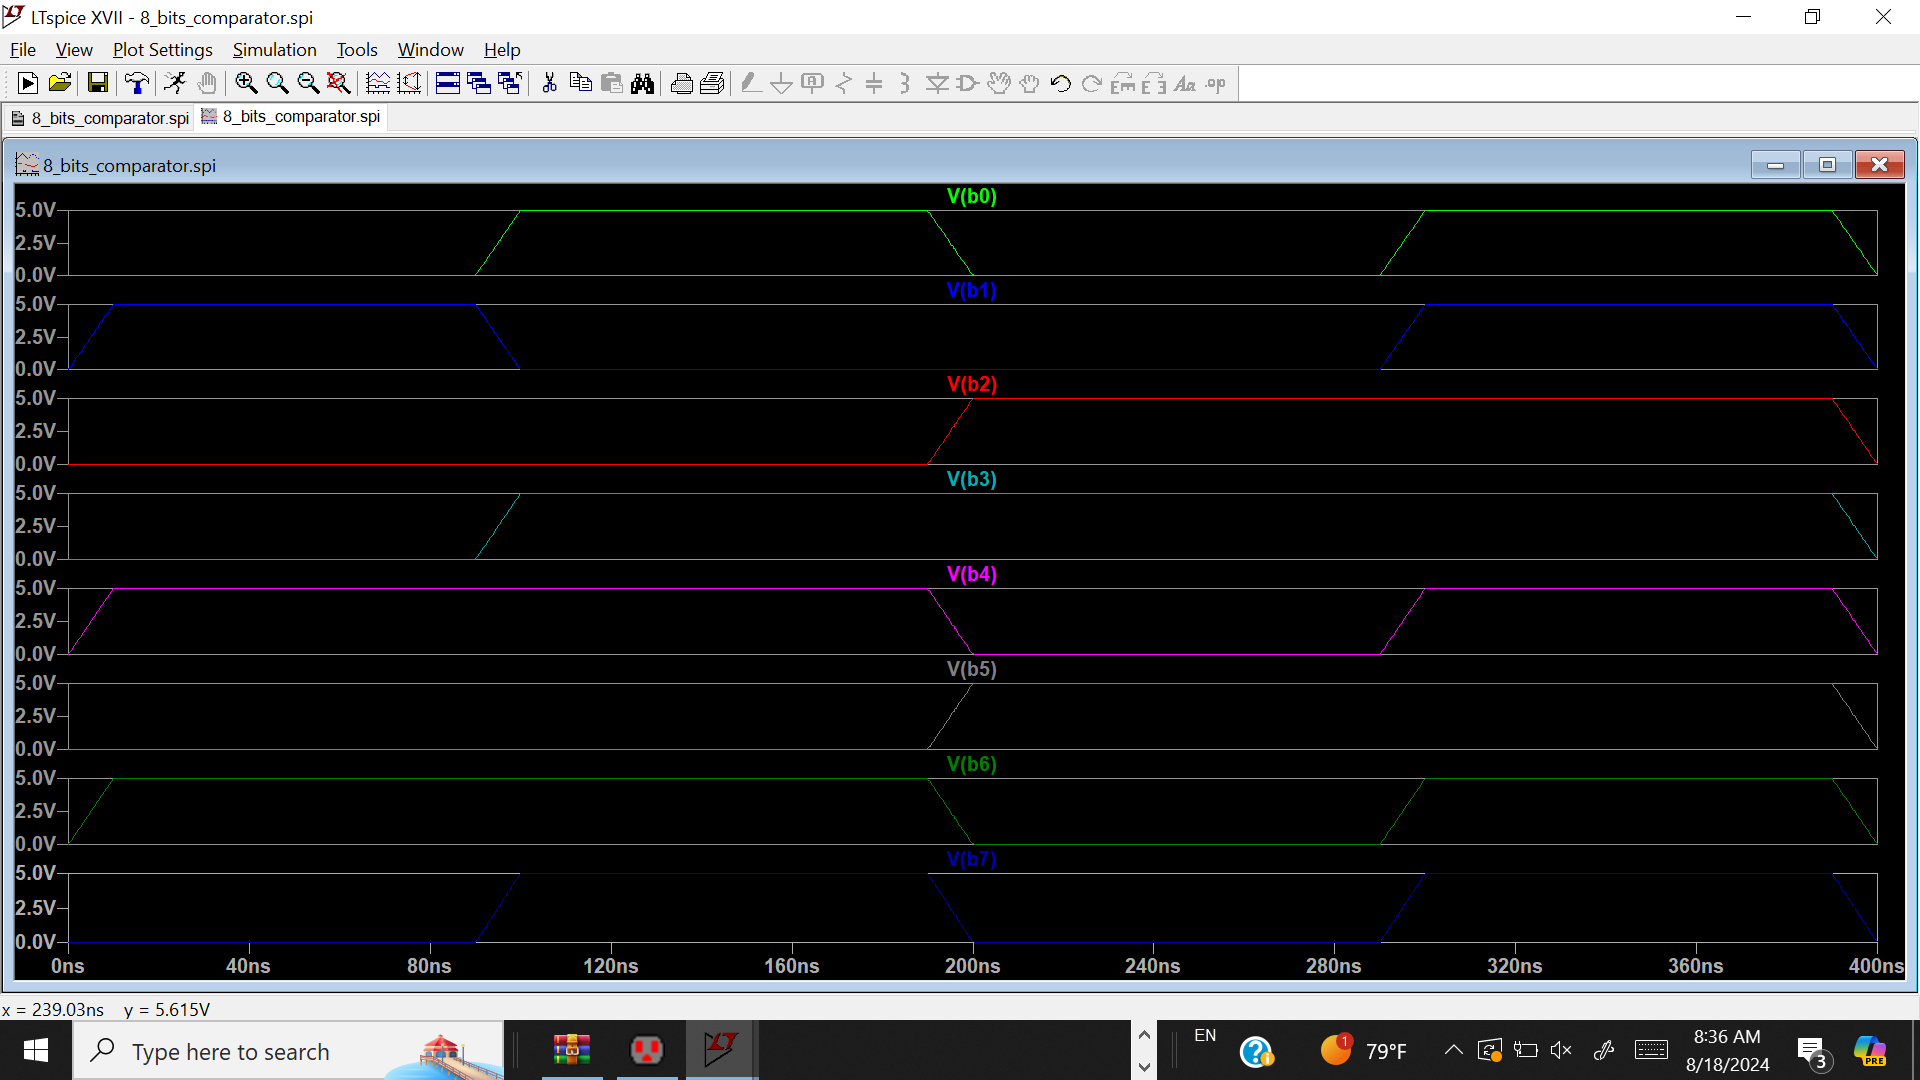 LTspice XVII - 8_bits_comparator.spi
File View Plot Settings Simulation Tools Window Help
8_bits_comparator.spi 8_bits_comparator.spi
8_bits_comparator.spi
V(b0)
5.0V
2.5V
0.0V
V(b1)
5.0V
2.5V
0.0V
V(b2)
5.0V
2.5V
0.0V
V(b3)
5.0V
2.5V
0.0V
V(b4)
5.0V
2.5V
0.0V
V(b5)
5.0V
2.5V
0.0V
V(b6)
5.0V
2.5V
0.0V
V(b7)
5.0V
2.5V
0.0V
0ns 40ns 80ns 120ns 160ns 200ns 240ns 280ns 320ns 360ns 400ns
x = 239.03ns y = 5.615V
Type here to search
EN
1
79°F
8:36 AM
8/18/2024
3
PRE